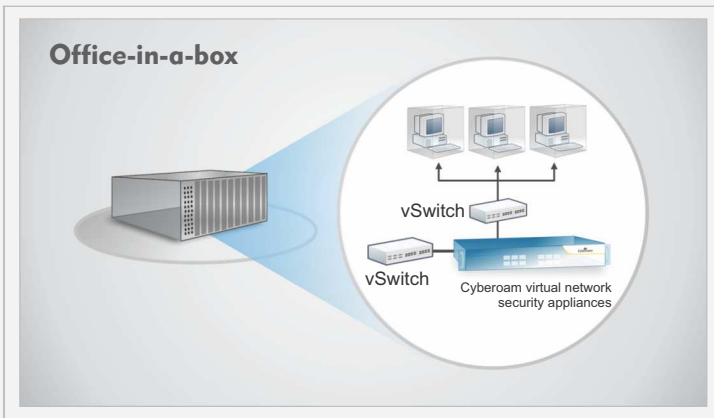 Office-in-a-box
vSwitch
vSwitch
Cyberoam virtual network
security appliances